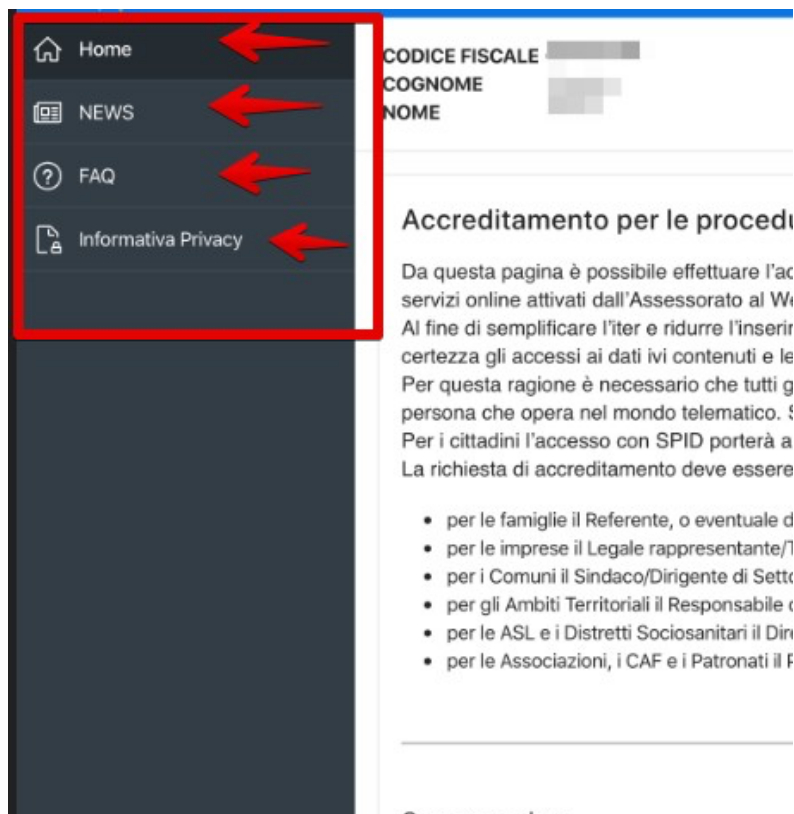 Home
NEWS
FAQ
Informativa Privacy
CODICE FISCALE
COGNOME
NOME
Accreditamento per le procedu
Da questa pagina è possibile effettuare l'ac
servizi online attivati dall'Assessorato al We
Al fine di semplificare l'iter e ridurre l'inserir
certezza gli accessi ai dati ivi contenuti e le
Per questa ragione è necessario che tutti g
persona che opera nel mondo telematico. S
Per i cittadini l'accesso con SPID porterà a
La richiesta di accreditamento deve essere
• per le famiglie il Referente, o eventuale d
• per le imprese il Legale rappresentante/T
• per i Comuni il Sindaco/Dirigente di Setto
• per gli Ambiti Territoriali il Responsabile d
• per le ASL e i Distretti Sociosanitari il Dire
• per le Associazioni, i CAF e i Patronati il P